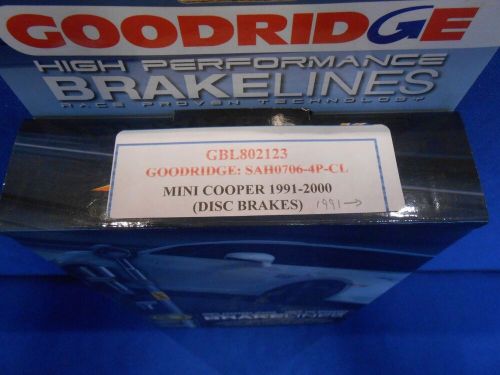 GOODRIDGE
HIGH PERFORMANCE
BRAKELINES
RACE PROVEN TECHNOLOGY
GBL802123
GOODRIDGE: SAH0706-4P-CL
MINI COOPER 1991-2000
(DISC BRAKES) 1991→
BRAKELINES